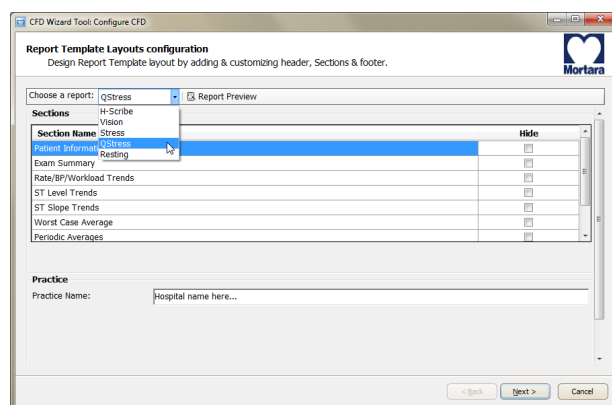 CFD Wizard Tool: Configure CFD
Report Template Layouts configuration
Design Report Template layout by adding & customizing header, Sections & footer.
Mortara
Choose a report: QStress Report Preview
H-Scribe
Vision
Stress
QStress
Resting
Sections
Section Name Hide
Patient Informati
Exam Summary
Rate/BP/Workload Trends
ST Level Trends
ST Slope Trends
Worst Case Average
Periodic Averages
Practice
Practice Name: Hospital name here...
< Back Next > Cancel